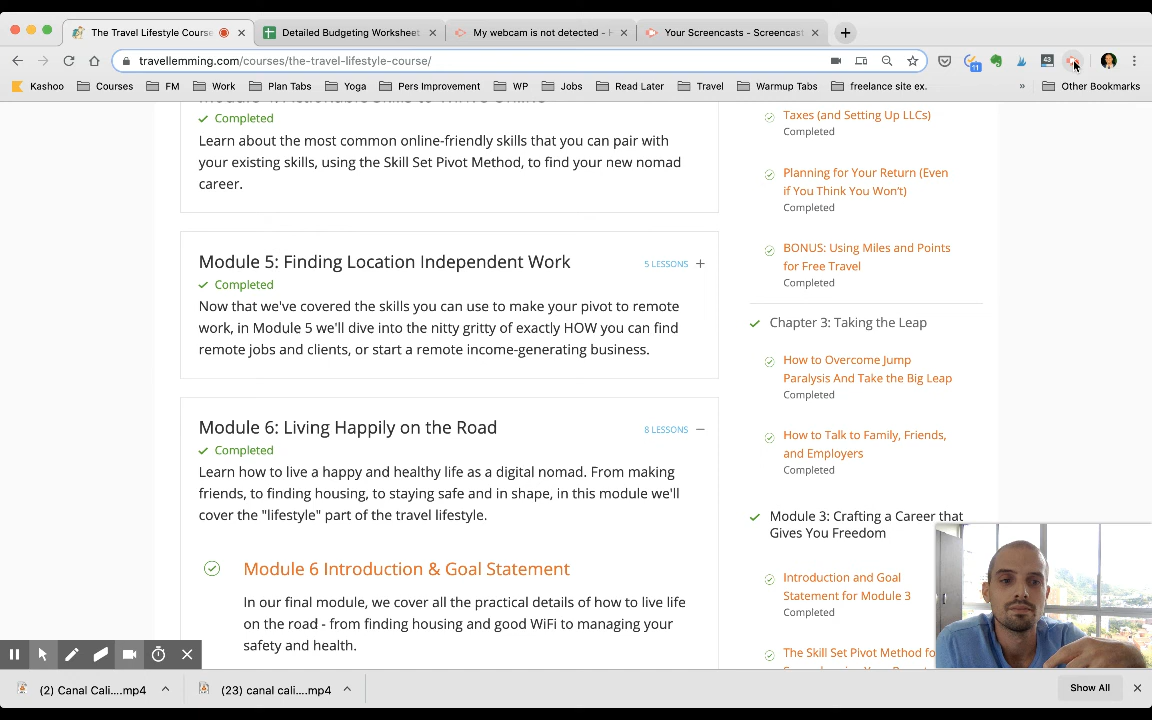 The Travel Lifestyle Cours
Detailed Budgeting Worksheet
My webcam is not detected - H
Your Screencasts - Screencast
travellemming.com/courses/the-travel-lifestyle-course/
11
43
Kashoo
Courses
FM
Work
Plan Tabs
Yoga
Pers Improvement
WP
Jobs
Read Later
Travel
Warmup Tabs
freelance site ex.
»
Other Bookmarks
Completed
Learn about the most common online-friendly skills that you can pair with
your existing skills, using the Skill Set Pivot Method, to find your new nomad
career.
Module 5: Finding Location Independent Work
5 LESSONS
Completed
Now that we've covered the skills you can use to make your pivot to remote
work, in Module 5 we'll dive into the nitty gritty of exactly HOW you can find
remote jobs and clients, or start a remote income-generating business.
Module 6: Living Happily on the Road
8 LESSONS
Completed
Learn how to live a happy and healthy life as a digital nomad. From making
friends, to finding housing, to staying safe and in shape, in this module we'll
cover the "lifestyle" part of the travel lifestyle.
Module 6 Introduction & Goal Statement
In our final module, we cover all the practical details of how to live life
on the road - from finding housing and good WiFi to managing your
safety and health.
Taxes (and Setting Up LLCs)
Completed
Planning for Your Return (Even
if You Think You Won't)
Completed
BONUS: Using Miles and Points
for Free Travel
Completed
Chapter 3: Taking the Leap
How to Overcome Jump
Paralysis And Take the Big Leap
Completed
How to Talk to Family, Friends,
and Employers
Completed
Module 3: Crafting a Career that
Gives You Freedom
Introduction and Goal
Statement for Module 3
Completed
The Skill Set Pivot Method fo
(2) Canal Cali....mp4
(23) canal cali....mp4
Show All